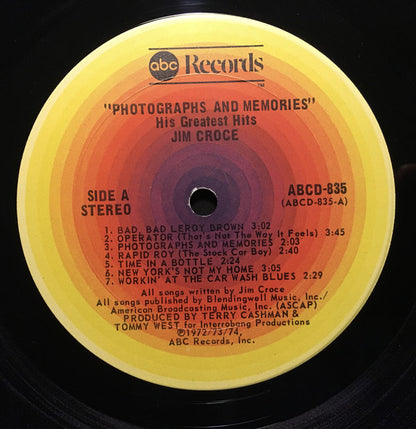 abc Records
TM
"PHOTOGRAPHS AND MEMORIES"
His Greatest Hits
JIM CROCE
SIDE A
STEREO
ABCD-835
(ABCD-835-A)
1. BAD, BAD LEROY BROWN 3:02
2. OPERATOR (That's Not The Way It Feels) 3:45
3. PHOTOGRAPHS AND MEMORIES 2:03
4. RAPID ROY (The Stock Car Boy) 2:40
5. TIME IN A BOTTLE 2:24
6. NEW YORK'S NOT MY HOME 3:05
7. WORKIN' AT THE CAR WASH BLUES 2:29
All songs written by Jim Croce
All songs published by Blendingwell Music, Inc./
American Broadcasting Music, Inc. (ASCAP)
PRODUCED BY TERRY CASHMAN &
TOMMY WEST for Interrobang Productions
℗1972/73/74,
ABC Records, Inc.